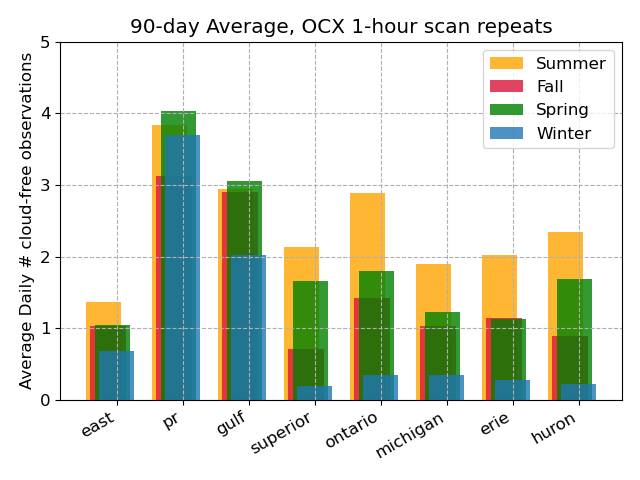 90-day Average, OCX 1-hour scan repeats
Average Daily # cloud-free observations
5
4
3
2
1
0
Summer
Fall
Spring
Winter
east
pr
gulf
superior
ontario
michigan
erie
huron